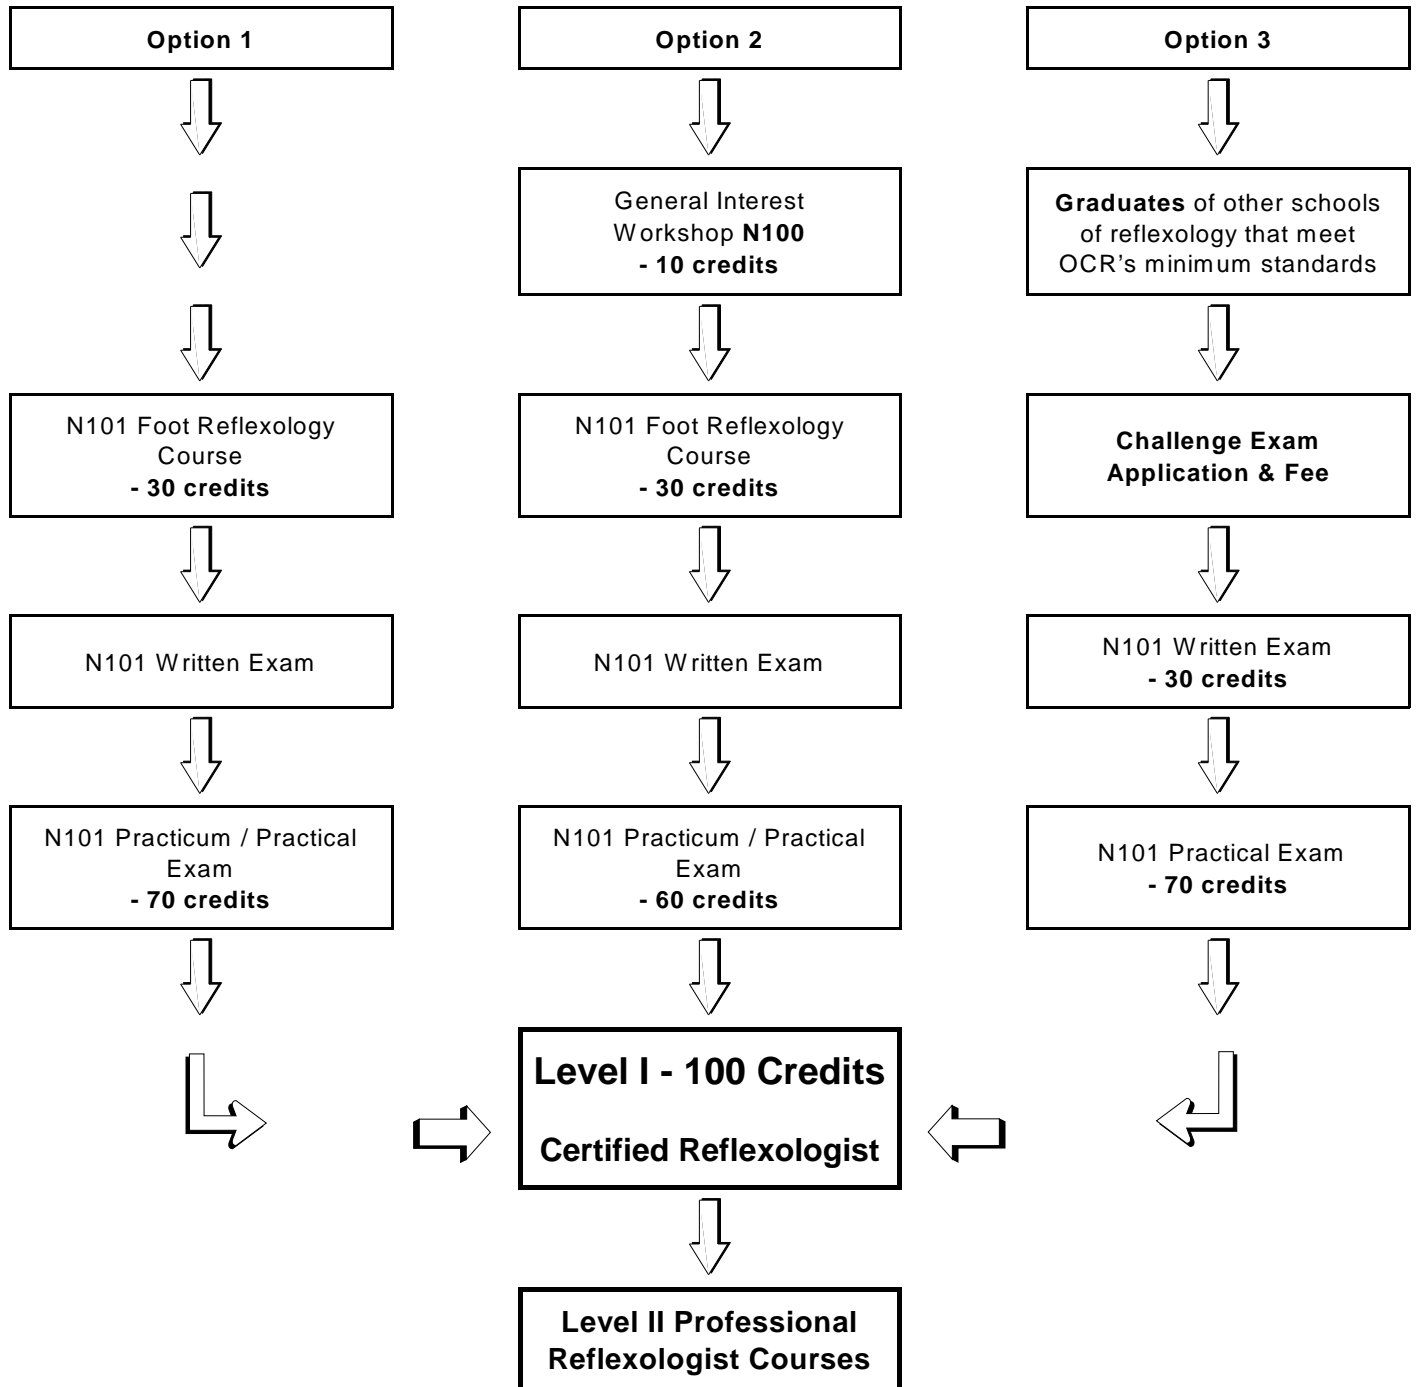 Option 1
Option 2
Option 3
General Interest
Workshop N100
- 10 credits
Graduates of other schools
of reflexology that meet
OCR's minimum standards
N101 Foot Reflexology
Course
- 30 credits
N101 Foot Reflexology
Course
- 30 credits
Challenge Exam
Application & Fee
N101 Written Exam
N101 Written Exam
N101 Written Exam
- 30 credits
N101 Practicum / Practical
Exam
- 70 credits
N101 Practicum / Practical
Exam
- 60 credits
N101 Practical Exam
- 70 credits
Level I - 100 Credits
Certified Reflexologist
Level II Professional
Reflexologist Courses